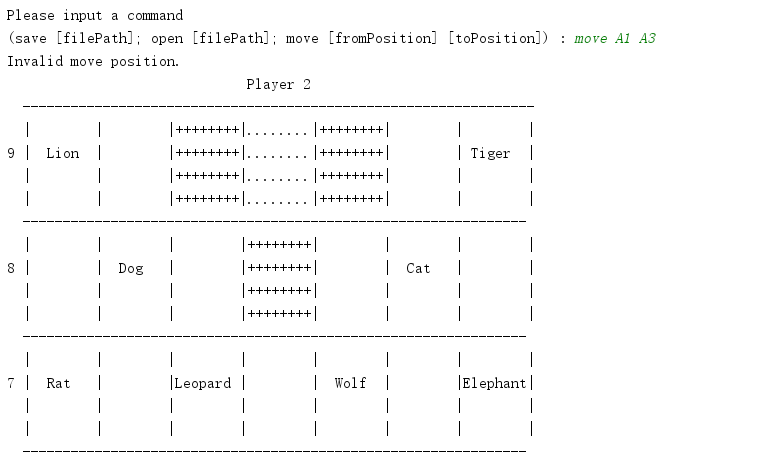 Please input a command
(save [filePath]; open [filePath]; move [fromPosition] [toPosition]) : move A1 A3
Invalid move position.
Player 2
----------------------------------------------------------------
| | |++++++++|........|++++++++| | |
9 | Lion | |++++++++|........|++++++++| | Tiger |
| | |++++++++|........|++++++++| | |
| | |++++++++|........|++++++++| | |
---------------------------------------------------------------
| | | |++++++++| | | |
8 | | Dog | |++++++++| | Cat | |
| | | |++++++++| | | |
| | | |++++++++| | | |
---------------------------------------------------------------
| | | | | | | |
7 | Rat | |Leopard | | Wolf | |Elephant|
| | | | | | | |
| | | | | | | |
---------------------------------------------------------------